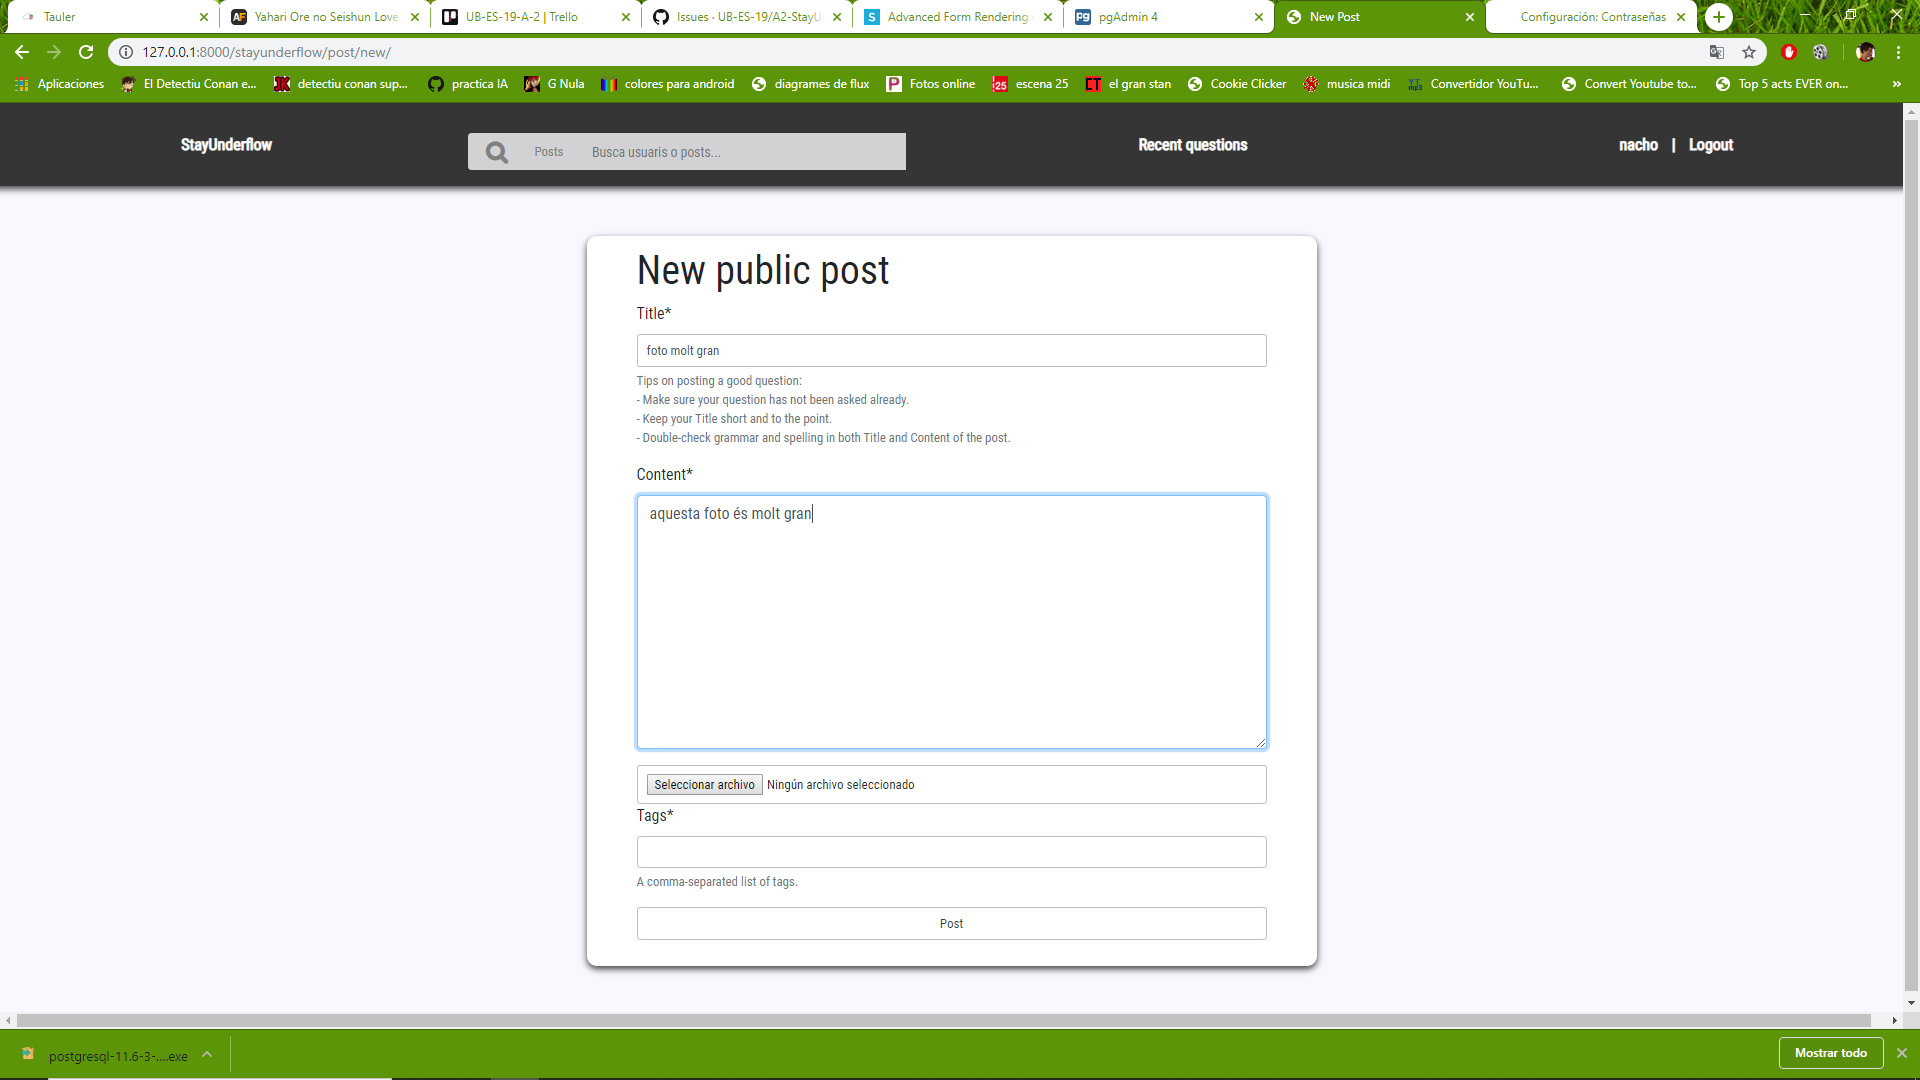 Tauler
Yahari Ore no Seishun Love
UB-ES-19-A-2 | Trello
Issues · UB-ES-19/A2-StayU
Advanced Form Rendering
pgAdmin 4
New Post
Configuración: Contraseñas
127.0.0.1:8000/stayunderflow/post/new/
Aplicaciones
El Detectiu Conan e...
detectiu conan sup...
practica IA
G Nula
colores para android
diagrames de flux
Fotos online
escena 25
el gran stan
Cookie Clicker
musica midi
Convertidor YouTu...
Convert Youtube to...
Top 5 acts EVER on...
StayUnderflow
Posts
Busca usuaris o posts...
Recent questions
nacho | Logout
New public post
Title*
foto molt gran
Tips on posting a good question:
- Make sure your question has not been asked already.
- Keep your Title short and to the point.
- Double-check grammar and spelling in both Title and Content of the post.
Content*
aquesta foto és molt gran
Seleccionar archivo Ningún archivo seleccionado
Tags*
A comma-separated list of tags.
Post
postgresql-11.6-3-....exe
Mostrar todo